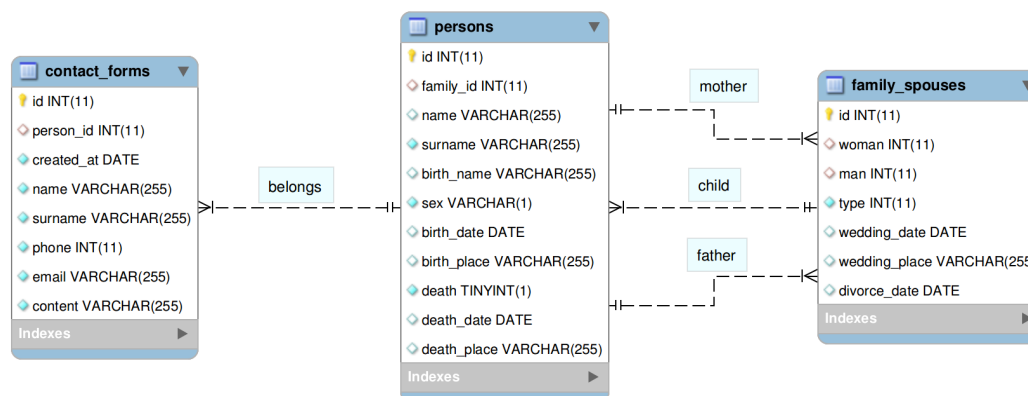 contact_forms
id INT(11)
person_id INT(11)
created_at DATE
name VARCHAR(255)
surname VARCHAR(255)
phone INT(11)
email VARCHAR(255)
content VARCHAR(255)
Indexes
belongs
persons
id INT(11)
family_id INT(11)
name VARCHAR(255)
surname VARCHAR(255)
birth_name VARCHAR(255)
sex VARCHAR(1)
birth_date DATE
birth_place VARCHAR(255)
death TINYINT(1)
death_date DATE
death_place VARCHAR(255)
Indexes
mother
child
father
family_spouses
id INT(11)
woman INT(11)
man INT(11)
type INT(11)
wedding_date DATE
wedding_place VARCHAR(255
divorce_date DATE
Indexes